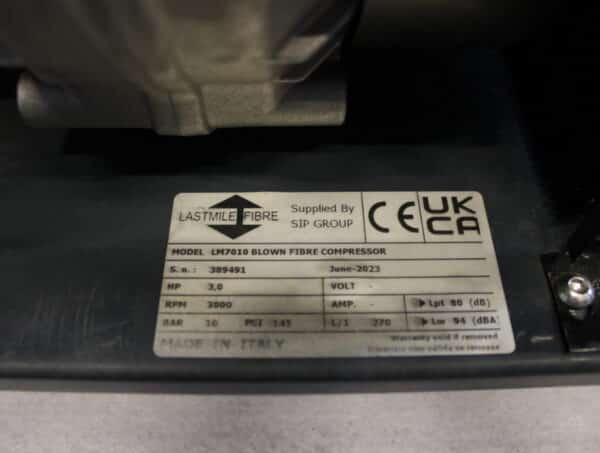 LASTMILE FIBRE
Supplied By
SIP GROUP
CE
UK
CA
MODEL LM7010 BLOWN FIBRE COMPRESSOR
S. n.: 389491 June-2023
HP 3,0 VOLT -
RPM 3000 AMP. - Lpt 80 (dB)
BAR 10 PSI 145 L/1 270 Lw 94 (dBA)
MADE IN ITALY
Warranty void if removed